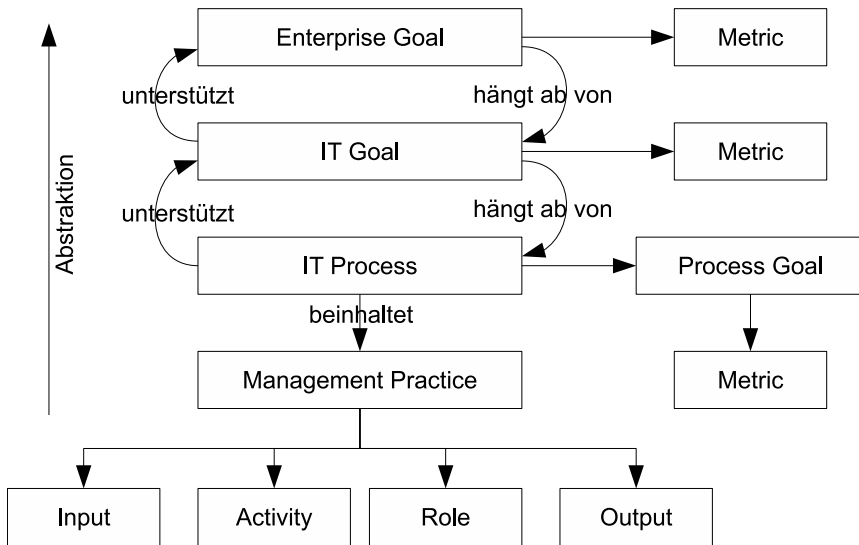 Enterprise Goal
Metric
unterstützt
hängt ab von
IT Goal
Metric
unterstützt
hängt ab von
Abstraktion
IT Process
Process Goal
beinhaltet
Management Practice
Metric
Input
Activity
Role
Output